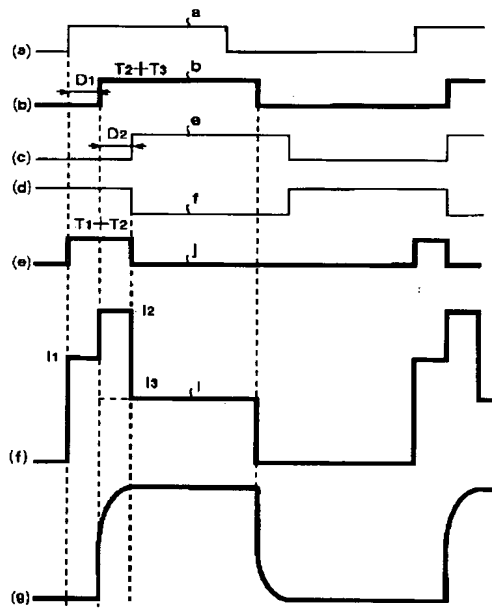 a
(a)
D1
T2+T3
b
(b)
D2
e
(c)
(d)
f
T1+T2
j
(e)
I2
I1
I3
i
(f)
(g)